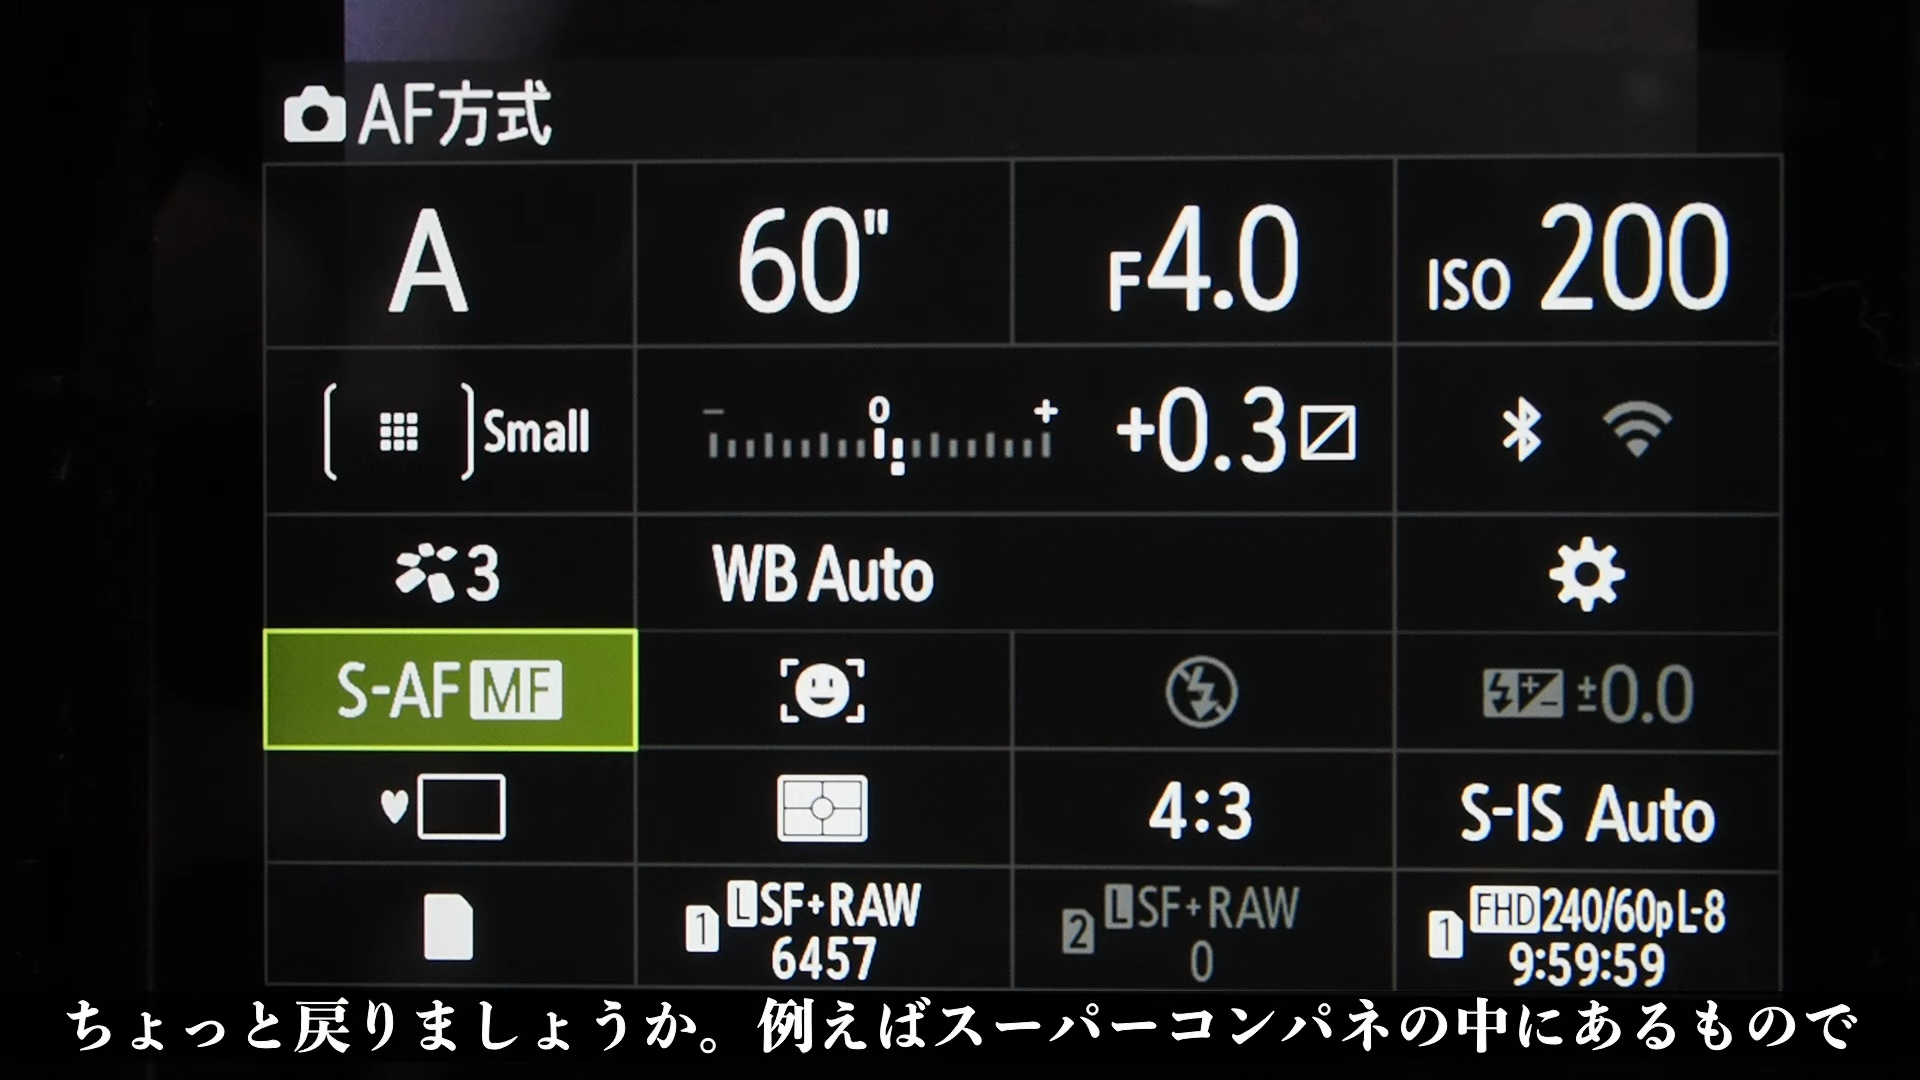 AF方式
A 60" F4.0 ISO 200
Small − 0 + +0.3
3 WB Auto
S-AF MF ±0.0
4:3 S-IS Auto
1 L SF+RAW 2 L SF+RAW 1 FHD 240/60p L-8
6457 0 9:59:59
ちょっと戻りましょうか。例えばスーパーコンパネの中にあるもので